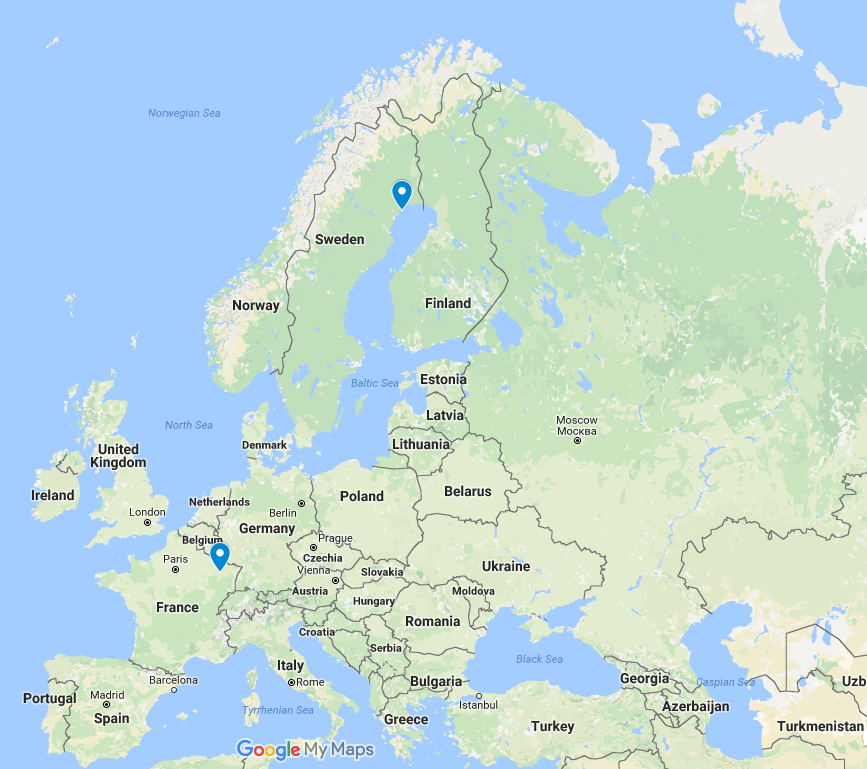 Norwegian Sea
Sweden
Norway
Finland
Baltic Sea
Estonia
North Sea
Latvia
Moscow
Москва
Denmark
Lithuania
United
Kingdom
Ireland
Netherlands
Poland
Belarus
London
Berlin
Germany
Belgium
Prague
Paris
Czechia
Vienna
Slovakia
Ukraine
Austria
Moldova
France
Hungary
Romania
Croatia
Serbia
Black Sea
Italy
Barcelona
Rome
Bulgaria
Georgia
Caspian Sea
Uzb
Portugal
Madrid
Spain
Tyrrhenian Sea
Istanbul
Azerbaijan
Greece
Turkey
Turkmenistan
Google My Maps